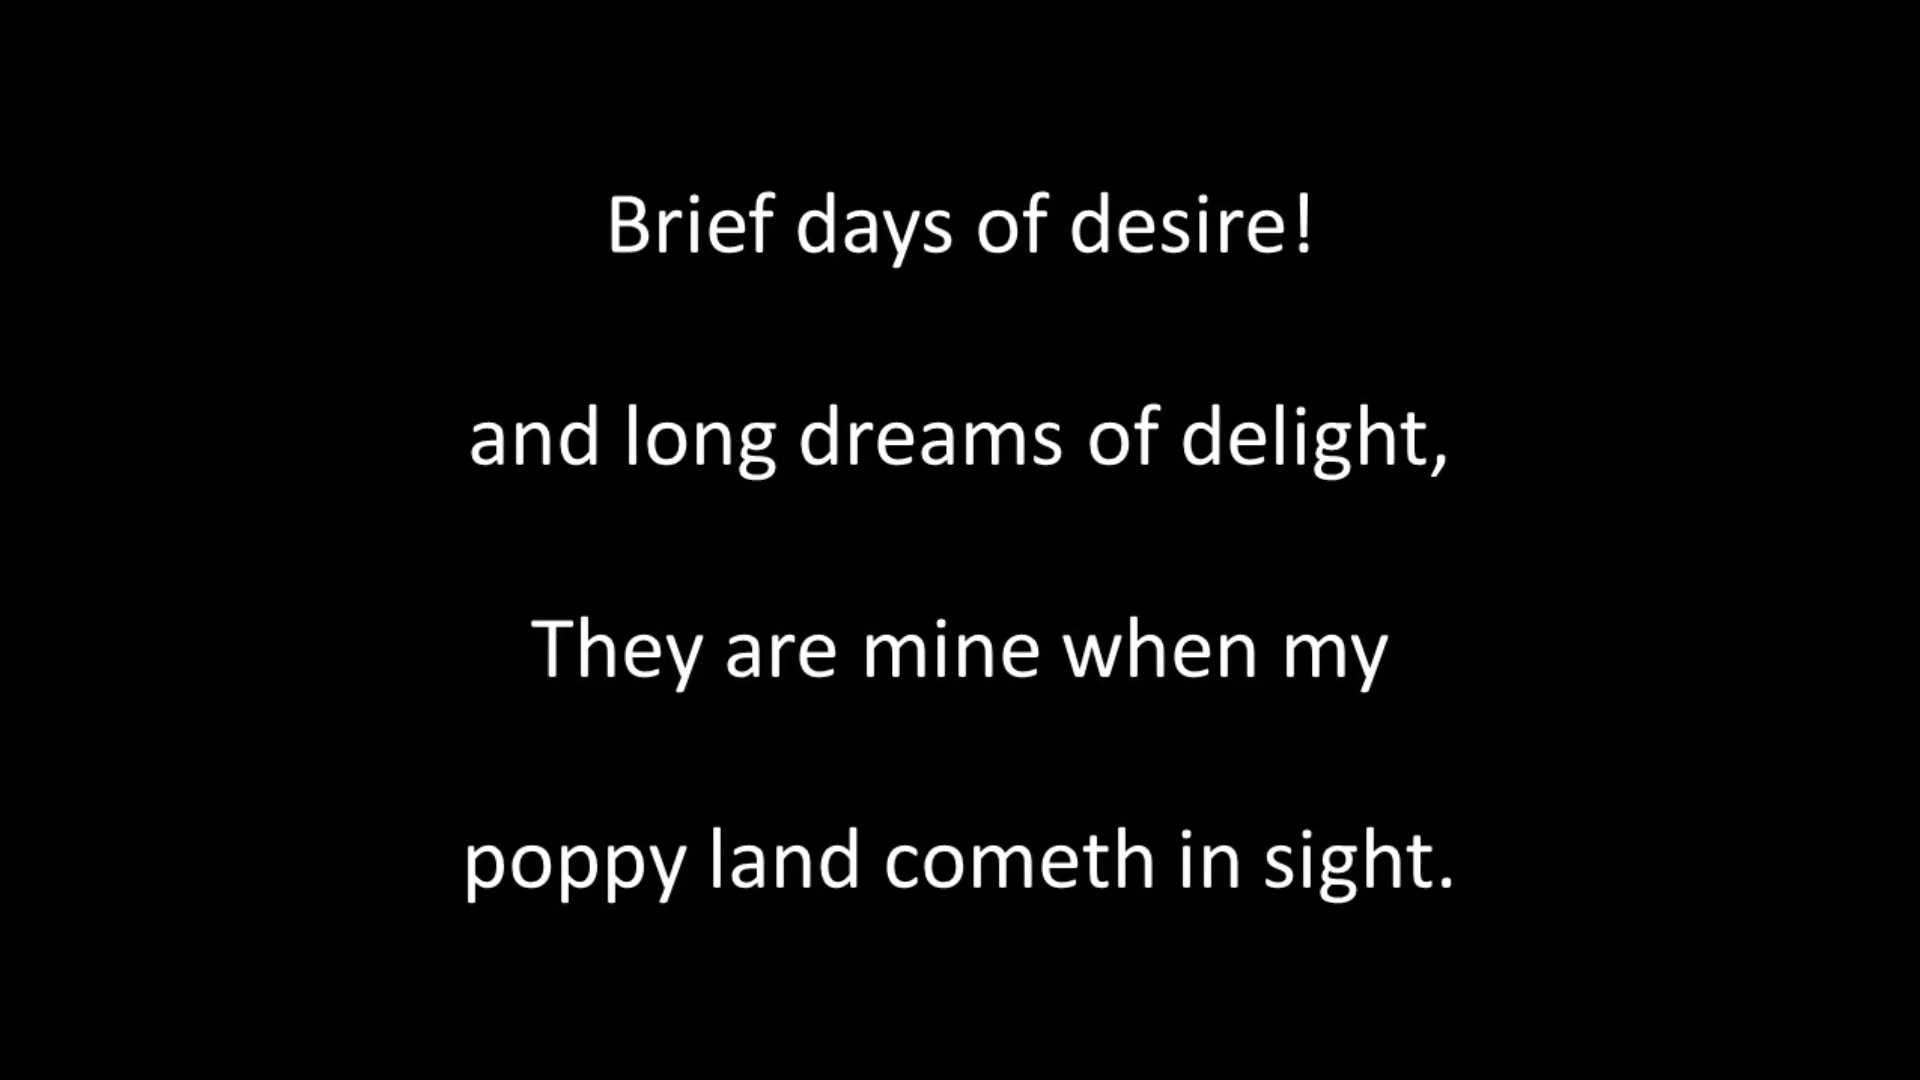 Brief days of desire!
and long dreams of delight,
They are mine when my
poppy land cometh in sight.